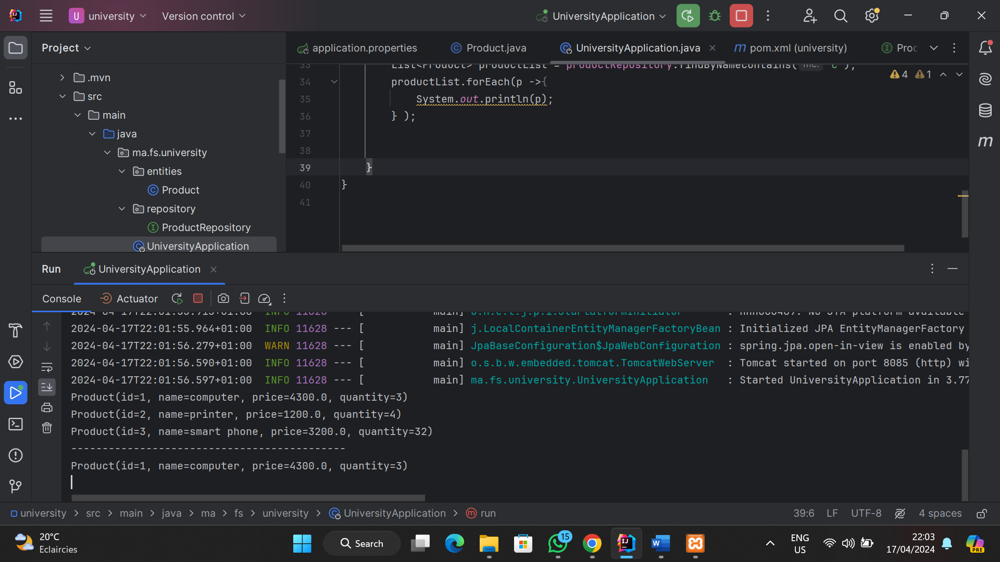 U university Version control UniversityApplication
Project
application.properties Product.java UniversityApplication.java pom.xml (university) Proc
.mvn
src
main
java
ma.fs.university
entities
Product
repository
ProductRepository
UniversityApplication
33 List<Product> productList = productRepository.findByNameContains( mc: "c");
34 productList.forEach(p ->{
35 System.out.println(p);
36 } );
37
38
39 }
40 }
41
4 1
Run UniversityApplication
Console Actuator
2024-04-17T22:01:55.964+01:00 INFO 11628 --- [ main] j.LocalContainerEntityManagerFactoryBean : Initialized JPA EntityManagerFactory
2024-04-17T22:01:56.279+01:00 WARN 11628 --- [ main] JpaBaseConfiguration$JpaWebConfiguration : spring.jpa.open-in-view is enabled by
2024-04-17T22:01:56.590+01:00 INFO 11628 --- [ main] o.s.b.w.embedded.tomcat.TomcatWebServer : Tomcat started on port 8085 (http) wi
2024-04-17T22:01:56.597+01:00 INFO 11628 --- [ main] ma.fs.university.UniversityApplication : Started UniversityApplication in 3.77
Product(id=1, name=computer, price=4300.0, quantity=3)
Product(id=2, name=printer, price=1200.0, quantity=4)
Product(id=3, name=smart phone, price=3200.0, quantity=32)
--------------------------------------------
Product(id=1, name=computer, price=4300.0, quantity=3)
university > src > main > java > ma > fs > university > UniversityApplication > run
39:6 LF UTF-8 4 spaces
20°C
Eclaircies
Search
15
ENG
US
22:03
17/04/2024
PRE